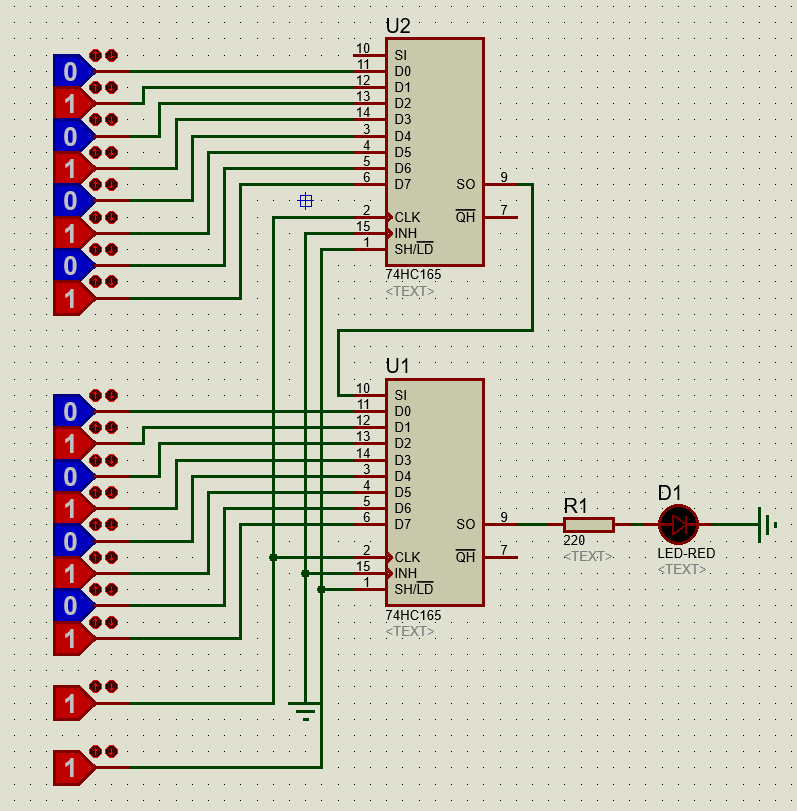 U2
10 SI
0 11 D0
1 12 D1
0 13 D2
1 14 D3
0 3 D4
1 4 D5
0 5 D6
1 6 D7 SO 9
2 CLK QH 7
15 INH
1 SH/LD
74HC165
<TEXT>
U1
10 SI
0 11 D0
1 12 D1
0 13 D2
1 14 D3
0 3 D4
1 4 D5
0 5 D6
1 6 D7 SO 9
R1
220
<TEXT>
D1
LED-RED
<TEXT>
2 CLK QH 7
15 INH
1 SH/LD
74HC165
<TEXT>
1
1